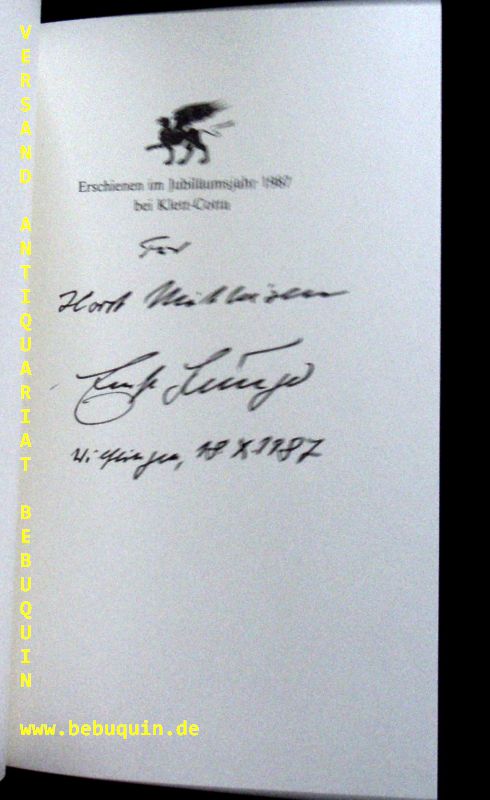 VERSAND ANTIQUARIAT BEBUQUIN
Erschienen im Jubiläumsjahr 1987
bei Klett-Cotta
Für
Horst Mühleisen
Ernst Jünger
Wilflingen, 18 X 1987
www.bebuquin.de